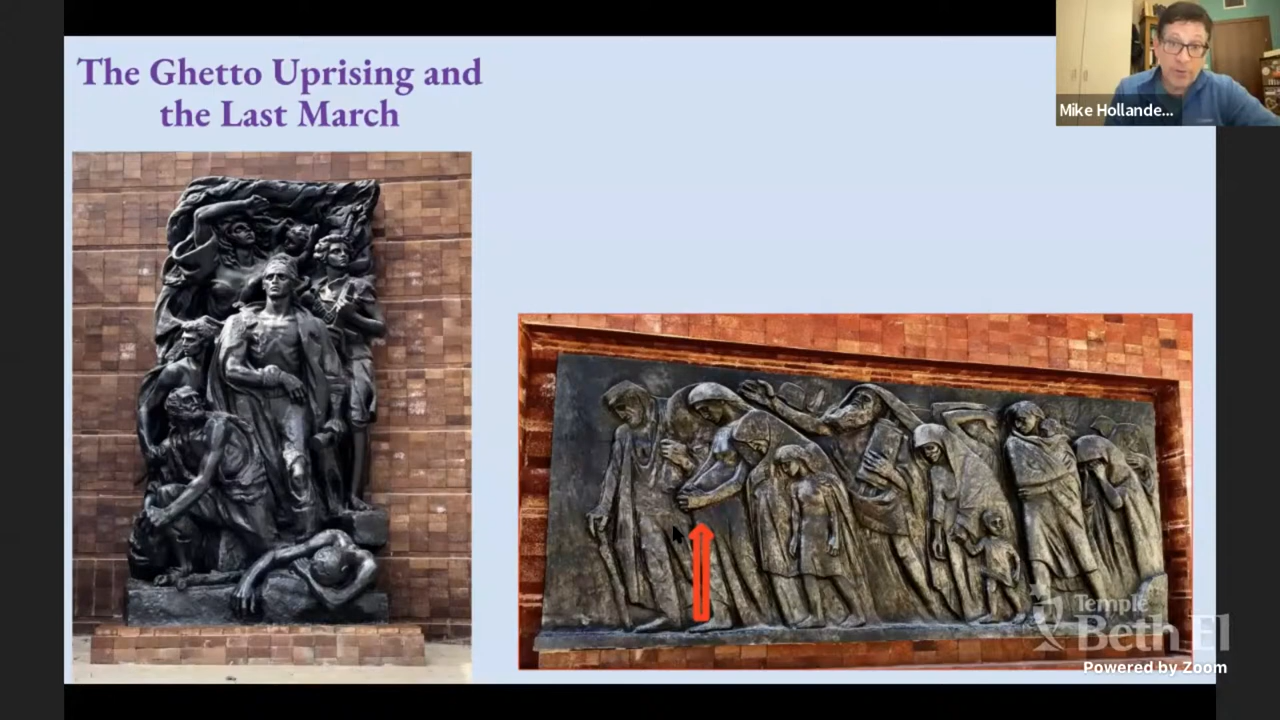 The Ghetto Uprising and
the Last March
Mike Hollande...
Temple
Beth El
Powered by Zoom